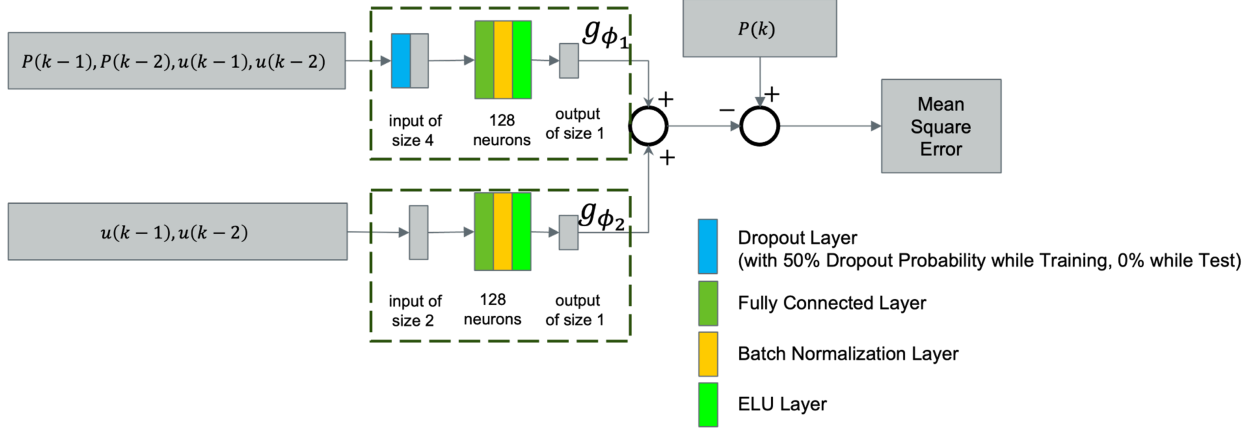 P(k − 1), P(k − 2), u(k − 1), u(k − 2)
g_{ϕ_1}
P(k)
input of
size 4
128
neurons
output
of size 1
+
+
−
+
Mean
Square
Error
u(k − 1), u(k − 2)
g_{ϕ_2}
input of
size 2
128
neurons
output
of size 1
Dropout Layer
(with 50% Dropout Probability while Training, 0% while Test)
Fully Connected Layer
Batch Normalization Layer
ELU Layer